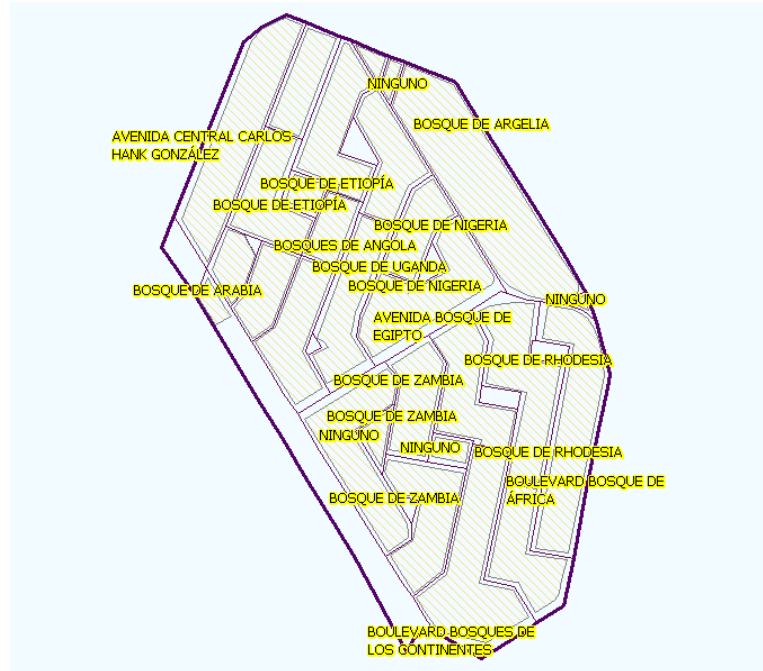 NINGUNO
BOSQUE DE ARGELIA
AVENIDA CENTRAL CARLOS
HANK GONZÁLEZ
BOSQUE DE ETIOPÍA
BOSQUE DE ETIOPÍA
BOSQUE DE NIGERIA
BOSQUES DE ANGOLA
BOSQUE DE UGANDA
BOSQUE DE NIGERIA
BOSQUE DE ARABIA
NINGUNO
AVENIDA BOSQUE DE
EGIPTO
BOSQUE DE RHODESIA
BOSQUE DE ZAMBIA
BOSQUE DE ZAMBIA
NINGUNO
NINGUNO
BOSQUE DE RHODESIA
BOULEVARD BOSQUE DE
ÁFRICA
BOSQUE DE ZAMBIA
BOULEVARD BOSQUES DE
LOS CONTINENTES